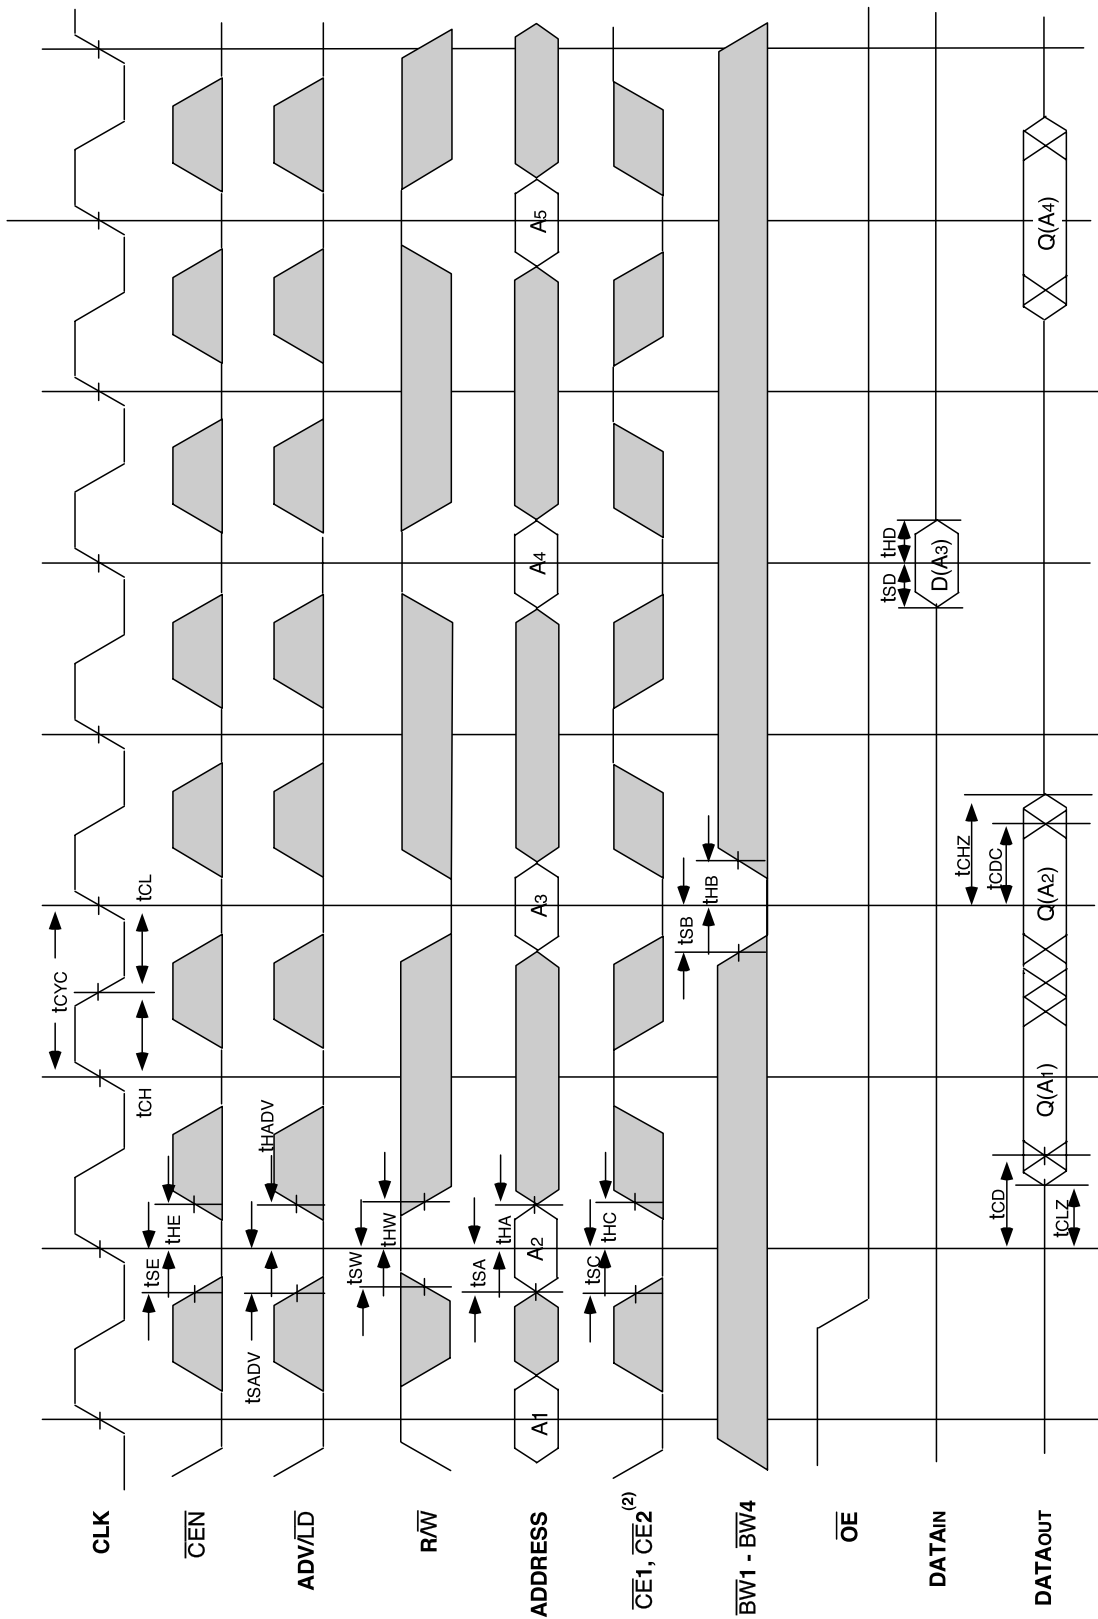 CLK
tCYC
tCH
tCL
CEN
tSE
tHE
ADV/LD
tSADV
tHADV
R/W
tSW
tHW
ADDRESS
A1
A2
A3
A4
A5
tSA
tHA
CE1, CE2(2)
tSC
tHC
BW1 - BW4
tSB
tHB
OE
DATAIN
tSD
tHD
D(A3)
DATAOUT
tCD
tCLZ
Q(A1)
Q(A2)
tCHZ
tCDC
Q(A4)